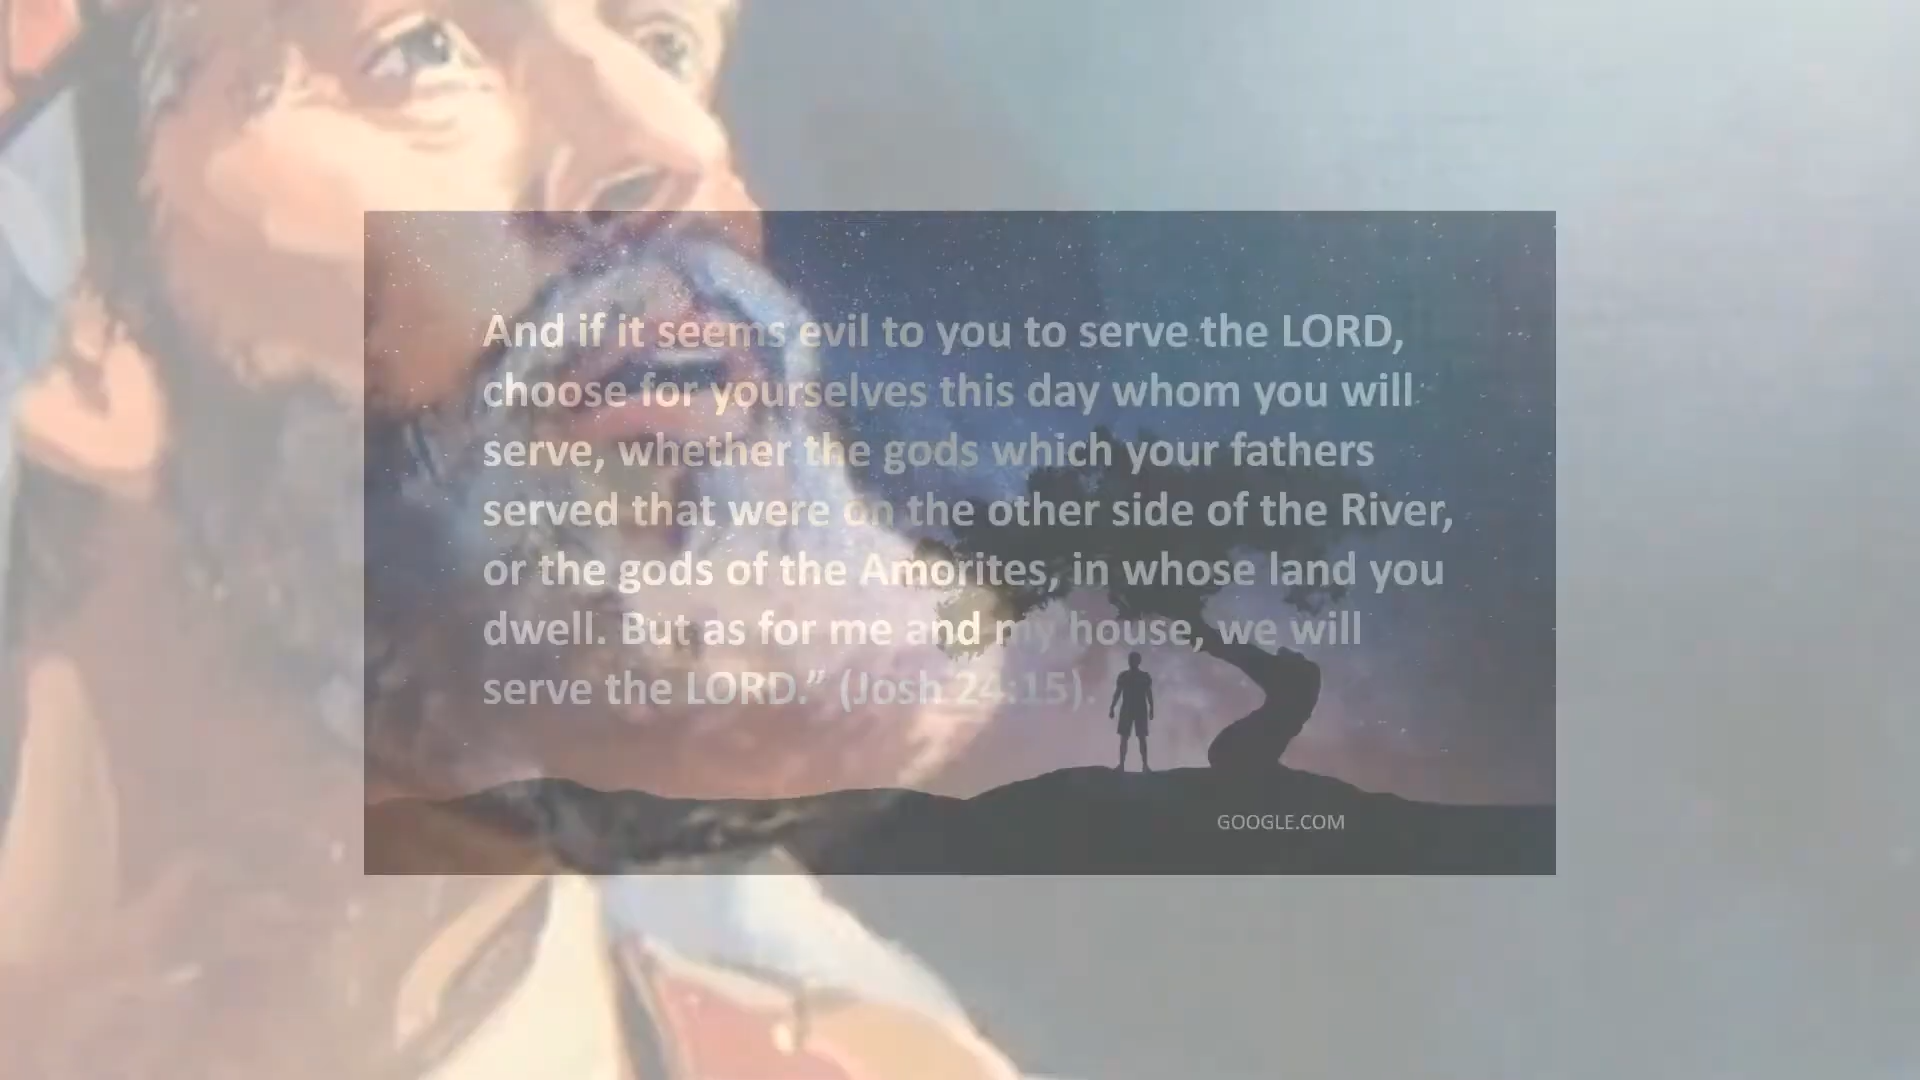 And if it seems evil to you to serve the LORD,
choose for yourselves this day whom you will
serve, whether the gods which your fathers
served that were on the other side of the River,
or the gods of the Amorites, in whose land you
dwell. But as for me and my house, we will
serve the LORD.” (Josh 24:15).
GOOGLE.COM